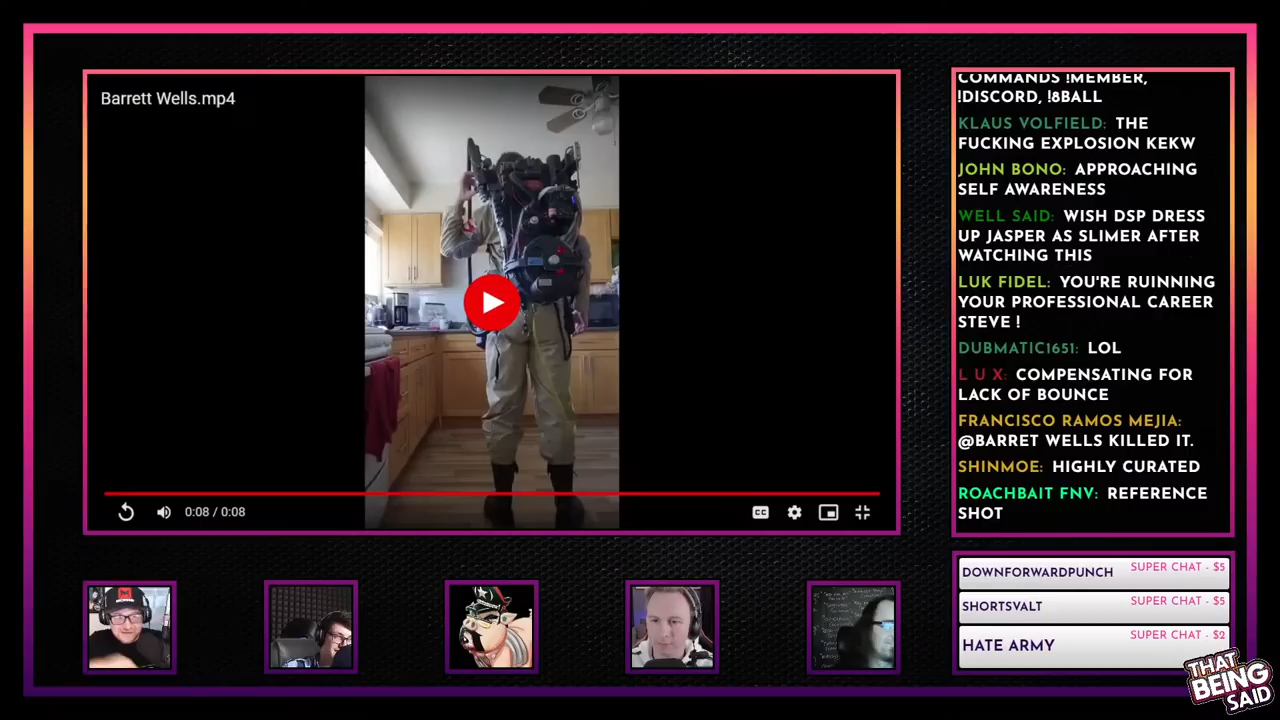 Barrett Wells.mp4
0:08 / 0:08
CC
COMMANDS !MEMBER,
!DISCORD, !8BALL
KLAUS VOLFIELD: THE
FUCKING EXPLOSION KEKW
JOHN BONO: APPROACHING
SELF AWARENESS
WELL SAID: WISH DSP DRESS
UP JASPER AS SLIMER AFTER
WATCHING THIS
LUK FIDEL: YOU'RE RUINNING
YOUR PROFESSIONAL CAREER
STEVE !
DUBMATIC1651: LOL
L U X: COMPENSATING FOR
LACK OF BOUNCE
FRANCISCO RAMOS MEJIA:
@BARRET WELLS KILLED IT.
SHINMOE: HIGHLY CURATED
ROACHBAIT FNV: REFERENCE
SHOT
DOWNFORWARDPUNCH SUPER CHAT - $5
SHORTSVALT SUPER CHAT - $5
HATE ARMY SUPER CHAT - $2
THAT
BEING
SAID